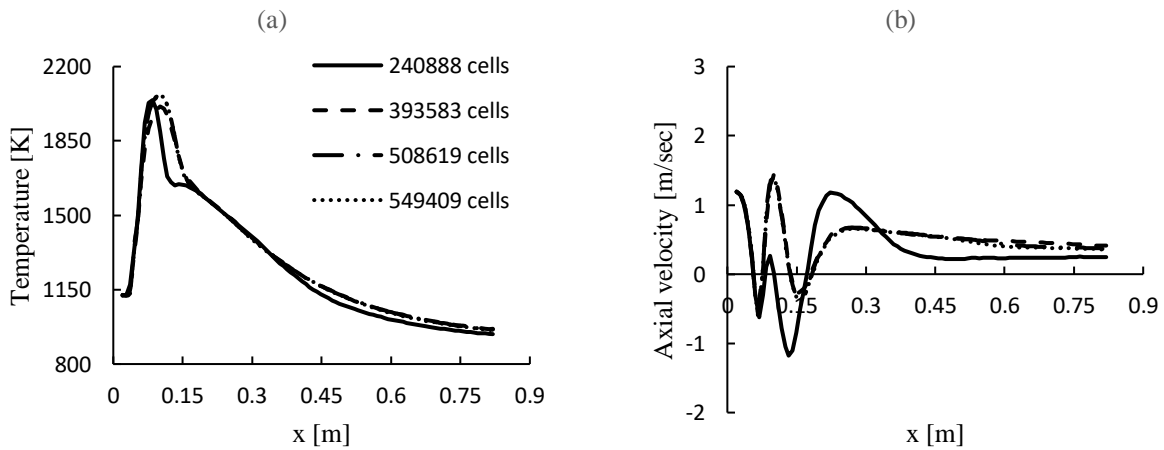 (a)
(b)
Temperature [K]
2200
1850
1500
1150
800
0
0.15
0.3
0.45
0.6
0.75
0.9
x [m]
240888 cells
393583 cells
508619 cells
549409 cells
Axial velocity [m/sec]
3
2
1
0
-1
-2
0
0.15
0.3
0.45
0.6
0.75
0.9
x [m]